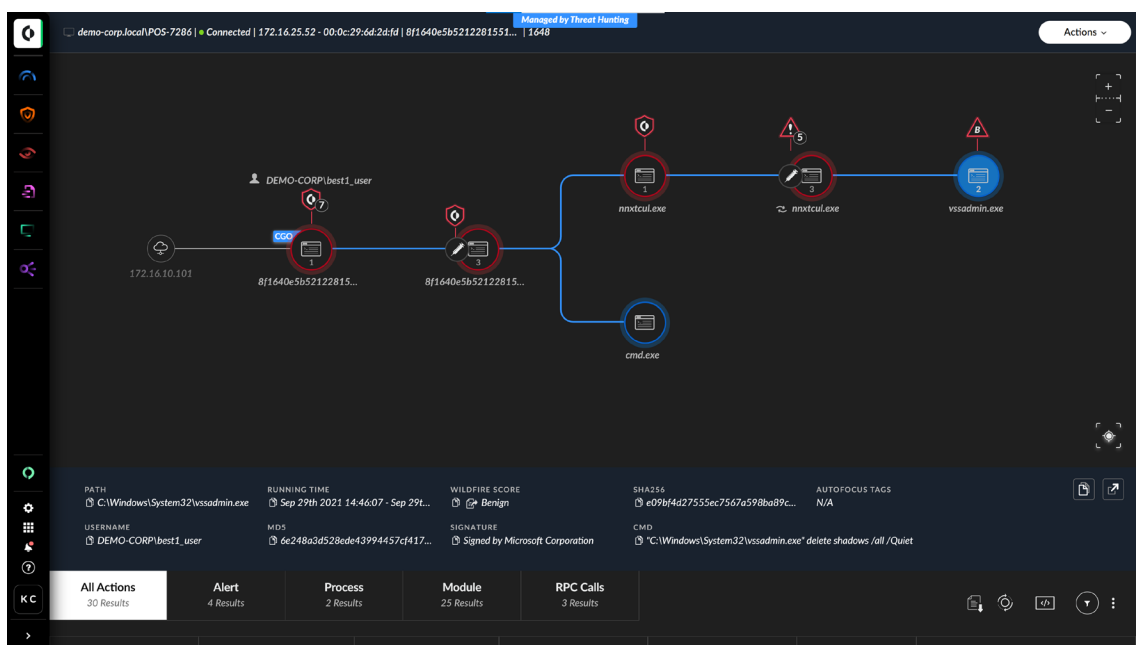 Managed by Threat Hunting
demo-corp.local\POS-7286 | Connected | 172.16.25.52 - 00:0c:29:6d:2d:fd | 8f1640e5b5212281551... | 1648
Actions
5
B
1
3
2
nnxtcul.exe
nnxtcul.exe
vssadmin.exe
DEMO-CORP\best1_user
7
CGO
1
3
172.16.10.101
8f1640e5b52122815...
8f1640e5b52122815...
cmd.exe
PATH
C:\Windows\System32\vssadmin.exe
RUNNING TIME
Sep 29th 2021 14:46:07 - Sep 29t...
WILDFIRE SCORE
Benign
SHA256
e09bf4d27555ec7567a598ba89c...
AUTOFOCUS TAGS
N/A
USERNAME
DEMO-CORP\best1_user
MD5
6e248a3d528ede43994457cf417...
SIGNATURE
Signed by Microsoft Corporation
CMD
"C:\Windows\System32\vssadmin.exe" delete shadows /all /Quiet
All Actions
30 Results
Alert
4 Results
Process
2 Results
Module
25 Results
RPC Calls
3 Results
K C